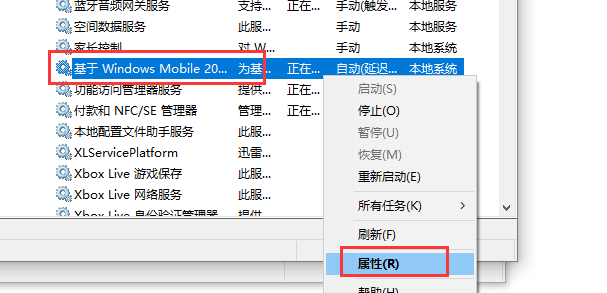 蓝牙音频网关服务 支持... 正在... 手动(触发... 本地服务
空间数据服务 此服... 手动 本地服务
家长控制 对 W... 手动 本地系统
基于 Windows Mobile 20... 为基... 正在... 自动(延迟... 本地系统
功能访问管理器服务 提供... 正在...
付款和 NFC/SE 管理器 管理... 正在...
本地配置文件助手服务 此服...
XLServicePlatform 迅雷...
Xbox Live 游戏保存 此服...
Xbox Live 网络服务 此服...
Xbox Live 身份验证管理器 提供...
启动(S)
停止(O)
暂停(U)
恢复(M)
重新启动(E)
所有任务(K)
刷新(F)
属性(R)
帮助(H)